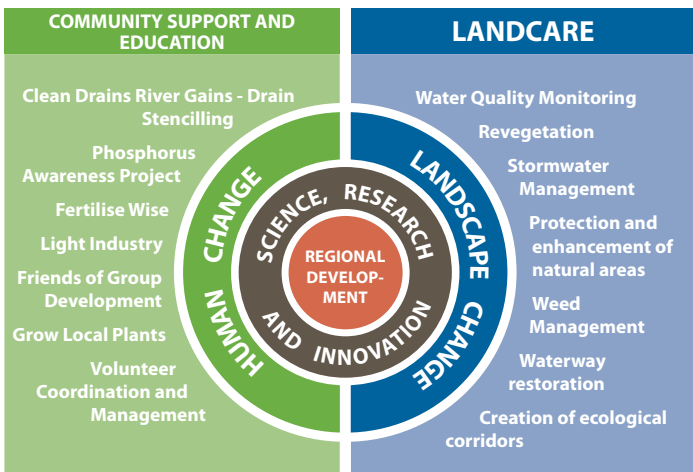 COMMUNITY SUPPORT AND
EDUCATION
Clean Drains River Gains - Drain
Stencilling
Phosphorus
Awareness Project
Fertilise Wise
Light Industry
Friends of Group
Development
Grow Local Plants
Volunteer
Coordination and
Management
HUMAN CHANGE
SCIENCE, RESEARCH
AND INNOVATION
REGIONAL
DEVELOP-
MENT
LANDSCAPE CHANGE
LANDCARE
Water Quality Monitoring
Revegetation
Stormwater
Management
Protection and
enhancement of
natural areas
Weed
Management
Waterway
restoration
Creation of ecological
corridors